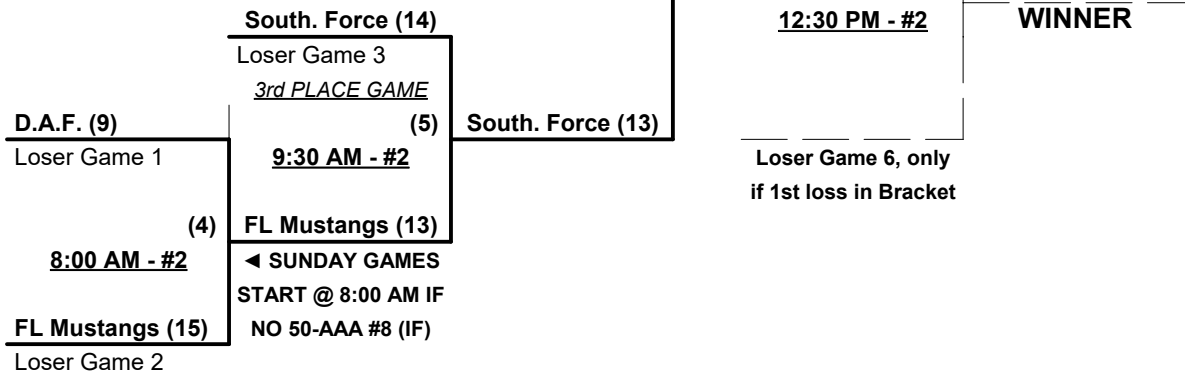 South. Force (14)
12:30 PM - #2
WINNER
Loser Game 3
3rd PLACE GAME
D.A.F. (9)
(5)
South. Force (13)
Loser Game 1
9:30 AM - #2
Loser Game 6, only
if 1st loss in Bracket
(4)
FL Mustangs (13)
8:00 AM - #2
◄ SUNDAY GAMES
START @ 8:00 AM IF
FL Mustangs (15)
NO 50-AAA #8 (IF)
Loser Game 2